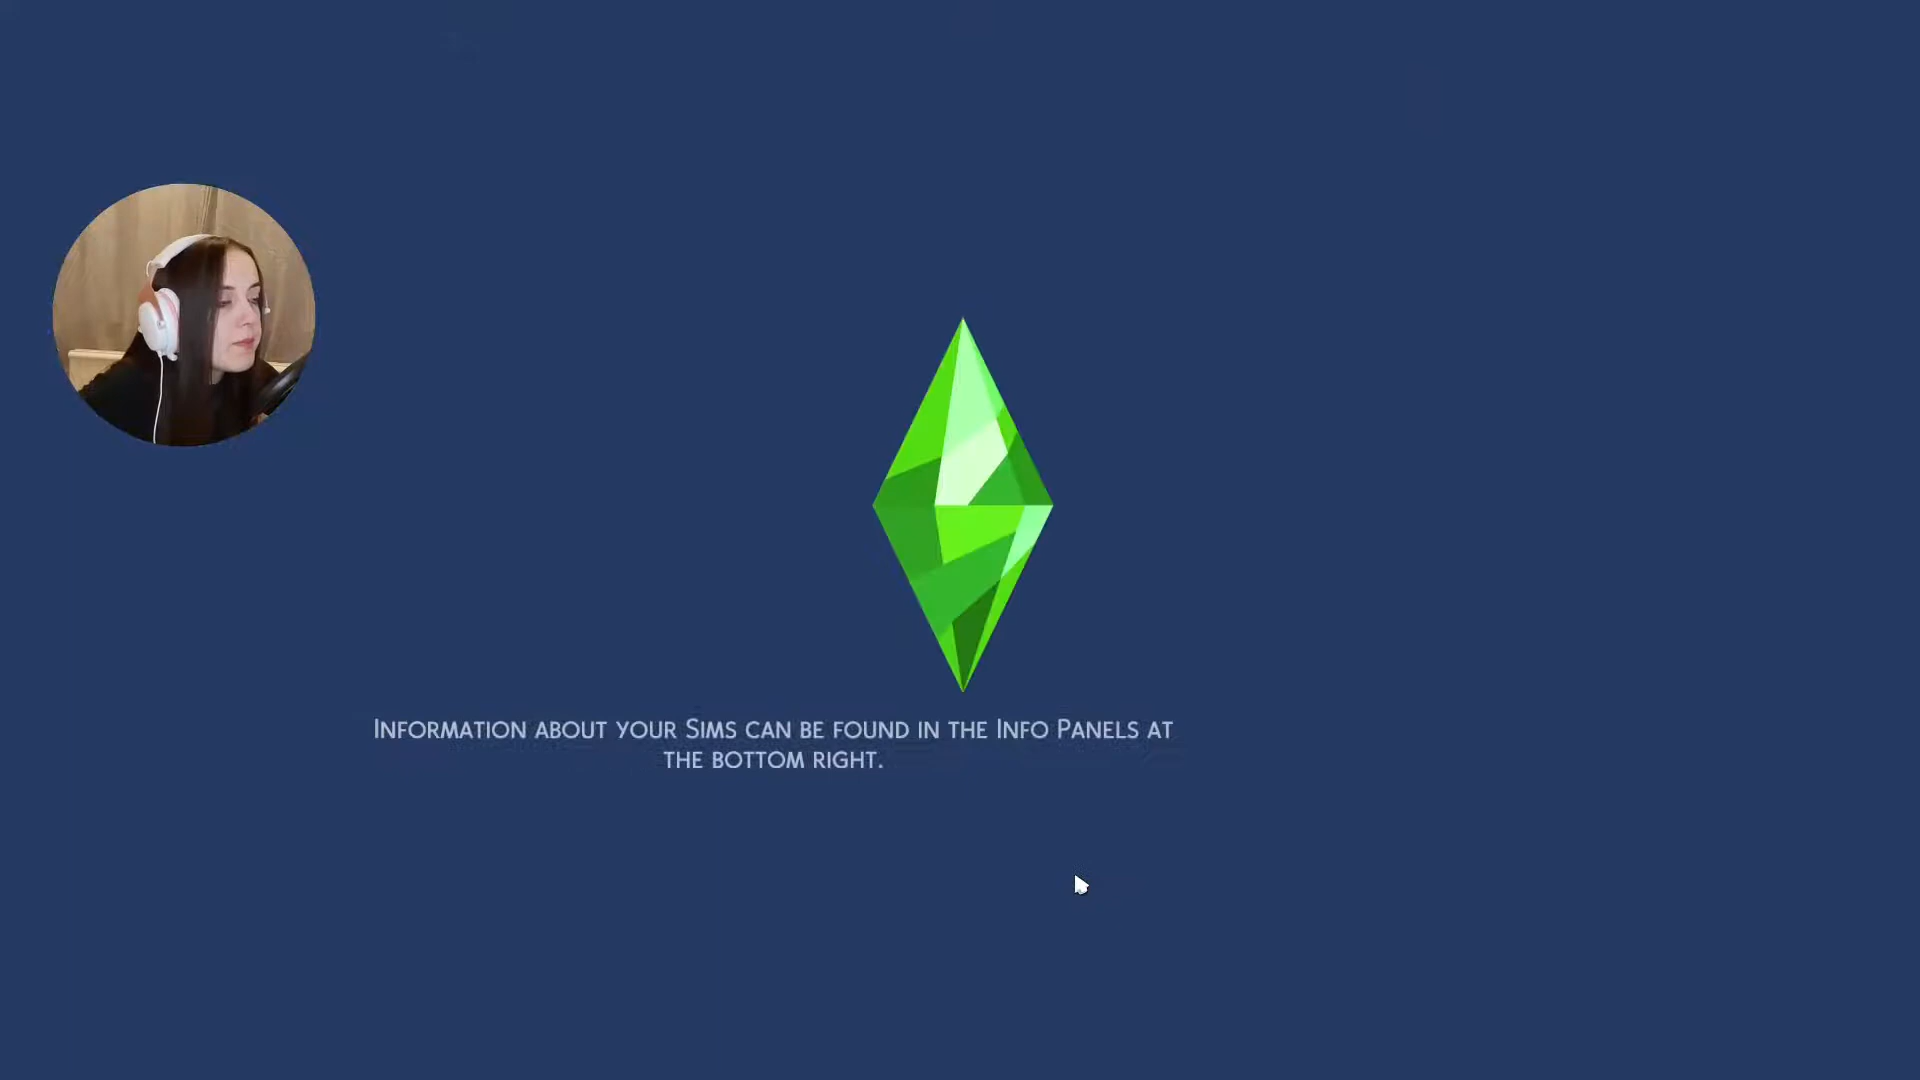 Information about your Sims can be found in the Info Panels at
the bottom right.